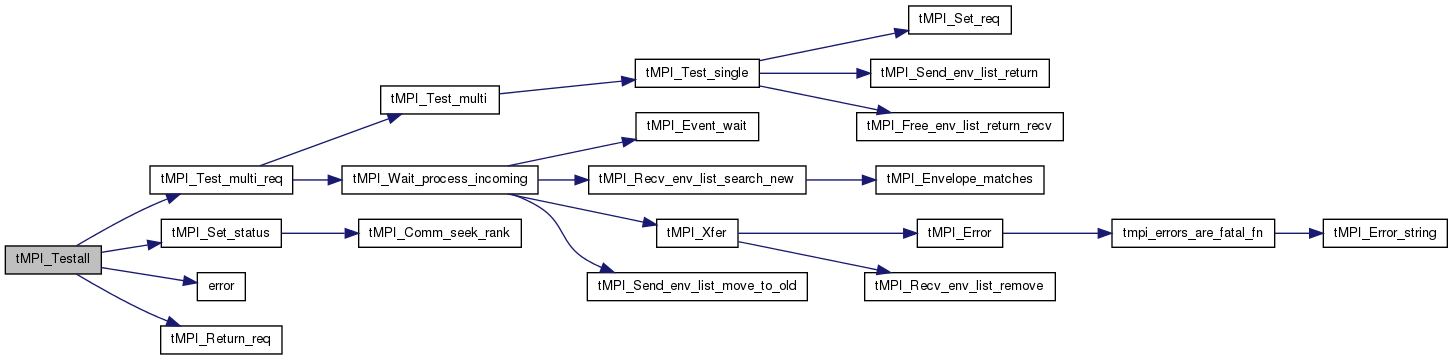 tMPI_Set_req
tMPI_Test_single
tMPI_Send_env_list_return
tMPI_Test_multi
tMPI_Free_env_list_return_recv
tMPI_Event_wait
tMPI_Test_multi_req
tMPI_Wait_process_incoming
tMPI_Recv_env_list_search_new
tMPI_Envelope_matches
tMPI_Set_status
tMPI_Comm_seek_rank
tMPI_Xfer
tMPI_Error
tmpi_errors_are_fatal_fn
tMPI_Error_string
tMPI_Testall
error
tMPI_Send_env_list_move_to_old
tMPI_Recv_env_list_remove
tMPI_Return_req